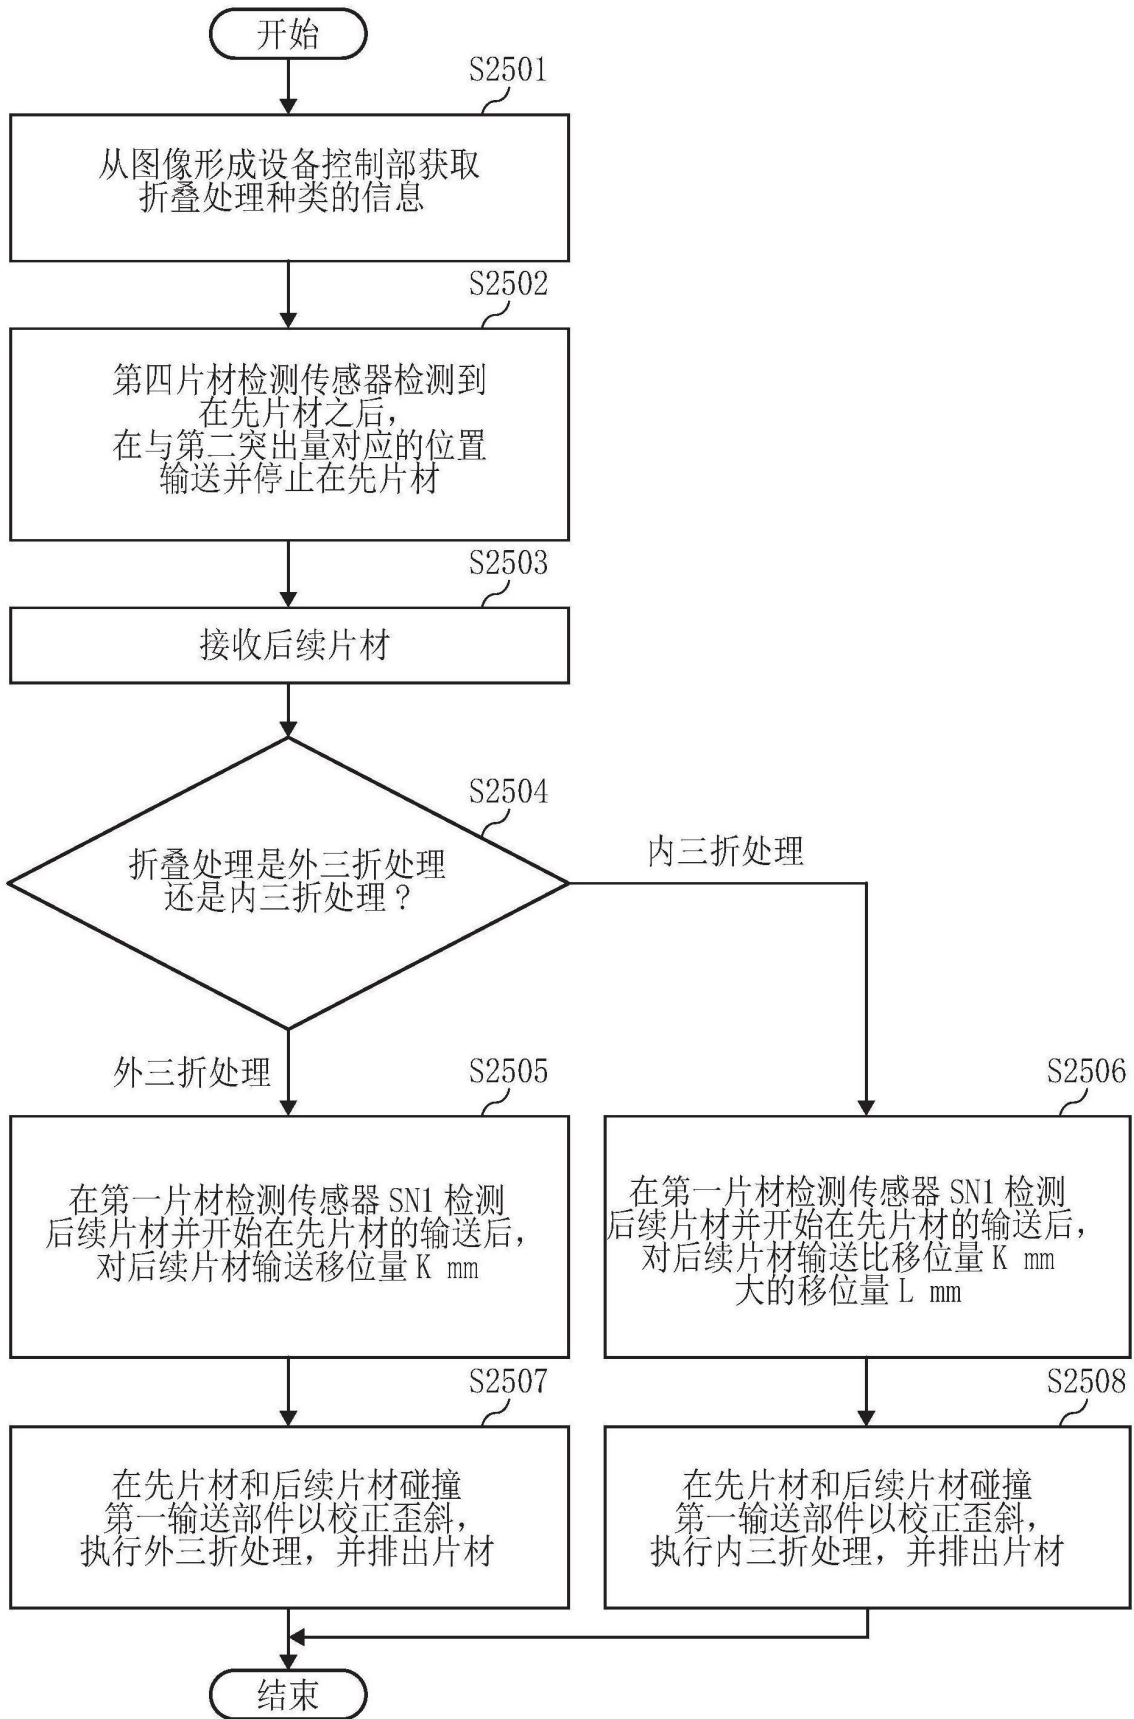 开始
S2501
从图像形成设备控制部获取
折叠处理种类的信息
S2502
第四片材检测传感器检测到
在先片材之后,
在与第二突出量对应的位置
输送并停止在先片材
S2503
接收后续片材
S2504
折叠处理是外三折处理
还是内三折处理?
内三折处理
外三折处理
S2505
在第一片材检测传感器 SN1 检测
后续片材并开始在先片材的输送后,
对后续片材输送移位量 K mm
S2506
在第一片材检测传感器 SN1 检测
后续片材并开始在先片材的输送后,
对后续片材输送比移位量 K mm
大的移位量 L mm
S2507
在先片材和后续片材碰撞
第一输送部件以校正歪斜,
执行外三折处理, 并排出片材
S2508
在先片材和后续片材碰撞
第一输送部件以校正歪斜,
执行内三折处理, 并排出片材
结束